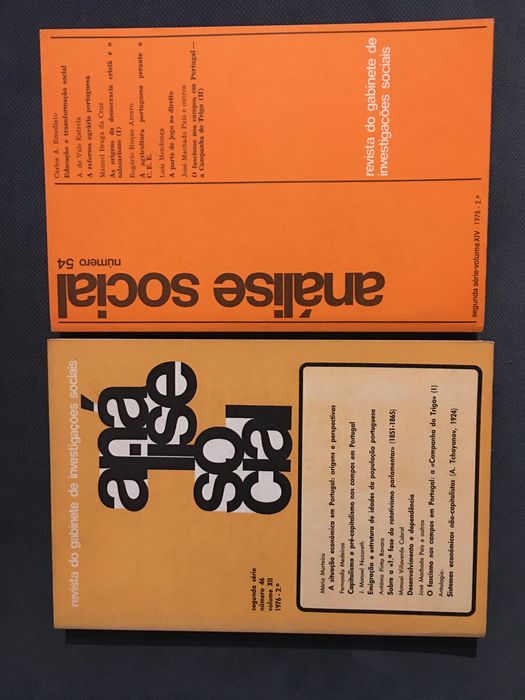 Carlos A. Emediato
Educação e transformação social
A. de Vale Estrela
A reforma agrária portuguesa
Manuel Braga da Cruz
As origens da democracia cristã e o
salazarismo (I)
Rogério Roque Amaro
A agricultura portuguesa perante a
C. E. E.
Luís Mendonça
A parte do jogo no direito
José Machado Pais e outros
O fascismo nos campos em Portugal —
a Campanha do Trigo (II)
revista do gabinete de
investigações sociais
análise social
número 54
segunda série-volume XIV - 1978 - 2.º
revista do gabinete de investigações sociais
aná
lise
so
cial
segunda série
número 46
volume XII
1976 - 2.º
Mário Murteira
A situação económica em Portugal: origens e perspectivas
Fernando Medeiros
Capitalismo e pré-capitalismo nos campos em Portugal
J. Manuel Nazareth
Emigração e estrutura de idades da população portuguesa
António Pinto Ravara
Sobre a «1.ª fase do rotativismo parlamentar» (1851-1865)
Manuel Villaverde Cabral
Desenvolvimento e dependência
José Machado Pais e outros
O fascismo nos campos em Portugal: a «Campanha do Trigo» (I)
Antologia:
Sistemas económicos não-capitalistas (A. Tchayanov, 1924)